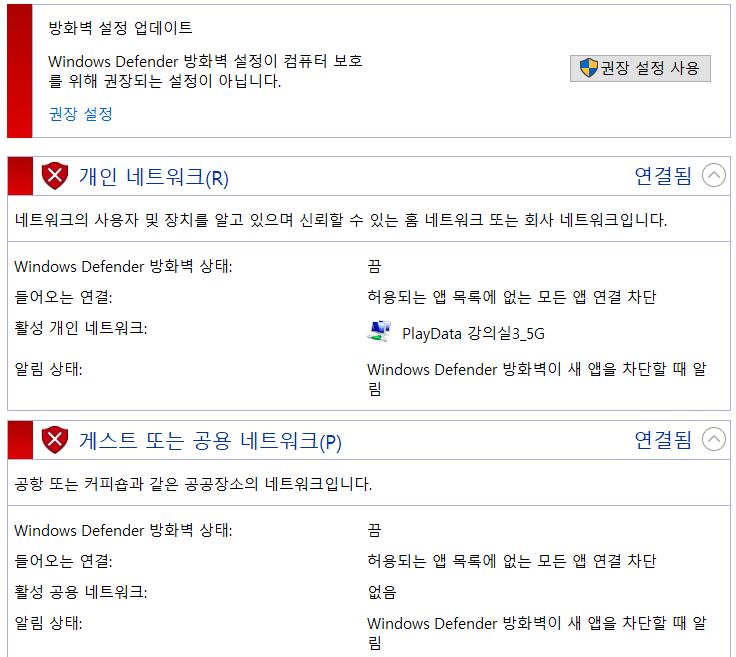 방화벽 설정 업데이트
Windows Defender 방화벽 설정이 컴퓨터 보호
를 위해 권장되는 설정이 아닙니다.
권장 설정 사용
권장 설정
개인 네트워크(R)
연결됨
네트워크의 사용자 및 장치를 알고 있으며 신뢰할 수 있는 홈 네트워크 또는 회사 네트워크입니다.
Windows Defender 방화벽 상태:
끔
들어오는 연결:
허용되는 앱 목록에 없는 모든 앱 연결 차단
활성 개인 네트워크:
PlayData 강의실3_5G
알림 상태:
Windows Defender 방화벽이 새 앱을 차단할 때 알
림
게스트 또는 공용 네트워크(P)
연결됨
공항 또는 커피숍과 같은 공공장소의 네트워크입니다.
Windows Defender 방화벽 상태:
끔
들어오는 연결:
허용되는 앱 목록에 없는 모든 앱 연결 차단
활성 공용 네트워크:
없음
알림 상태:
Windows Defender 방화벽이 새 앱을 차단할 때 알
림